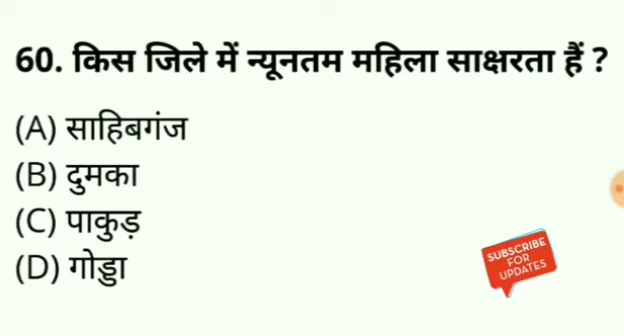 60. किस जिले में न्यूनतम महिला साक्षरता हैं ?
(A) साहिबगंज
(B) दुमका
(C) पाकुड़
(D) गोड्डा
SUBSCRIBE
FOR
UPDATES